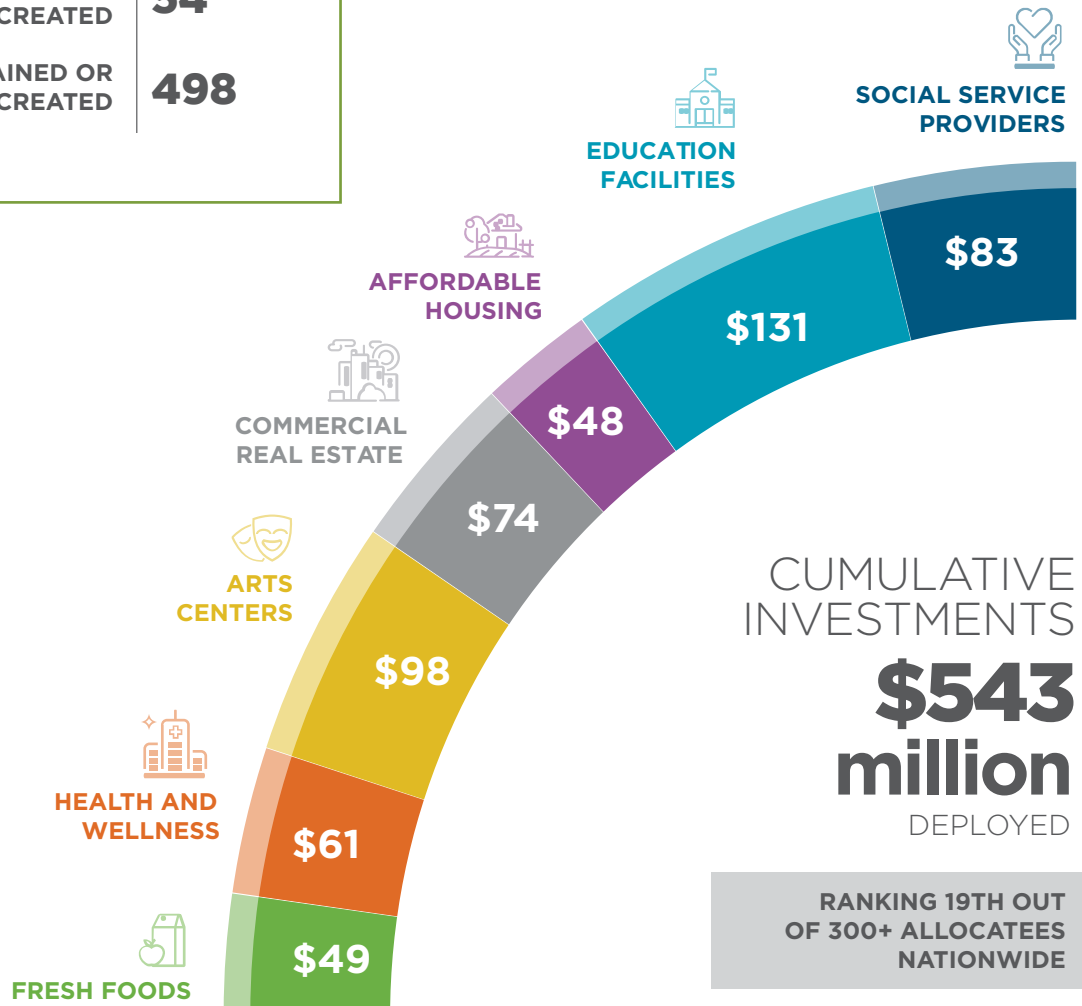 CREATED
54
AINED OR
CREATED
498
SOCIAL SERVICE
PROVIDERS
EDUCATION
FACILITIES
AFFORDABLE
HOUSING
COMMERCIAL
REAL ESTATE
ARTS
CENTERS
HEALTH AND
WELLNESS
FRESH FOODS
$83
$131
$48
$74
$98
$61
$49
CUMULATIVE
INVESTMENTS
$543
million
DEPLOYED
RANKING 19TH OUT
OF 300+ ALLOCATEES
NATIONWIDE